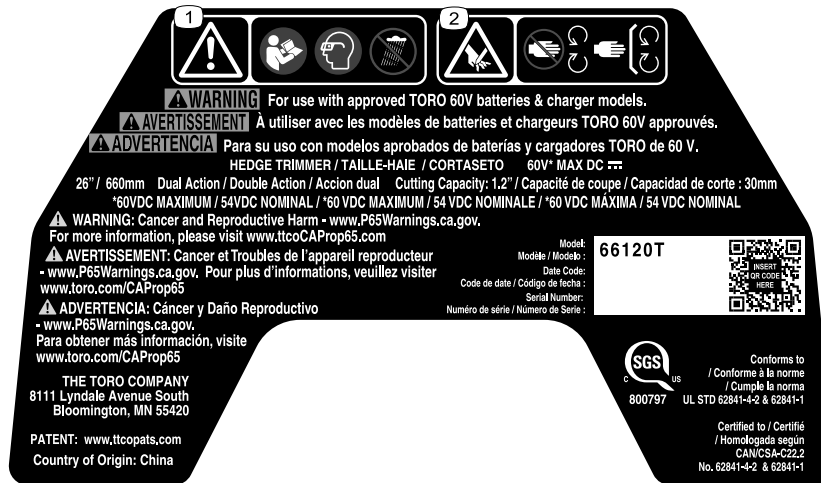 1
2
WARNING For use with approved TORO 60V batteries & charger models.
AVERTISSEMENT À utiliser avec les modèles de batteries et chargeurs TORO 60V approuvés.
ADVERTENCIA Para su uso con modelos aprobados de baterías y cargadores TORO de 60 V.
HEDGE TRIMMER / TAILLE-HAIE / CORTASETO 60V* MAX DC
26"/ 660mm Dual Action / Double Action / Accion dual Cutting Capacity: 1.2" / Capacité de coupe / Capacidad de corte : 30mm
*60VDC MAXIMUM / 54VDC NOMINAL / *60 VDC MAXIMUM / 54 VDC NOMINALE / *60 VDC MÁXIMA / 54 VDC NOMINAL
WARNING: Cancer and Reproductive Harm - www.P65Warnings.ca.gov.
For more information, please visit www.ttcoCAProp65.com
AVERTISSEMENT: Cancer et Troubles de l'appareil reproducteur
- www.P65Warnings.ca.gov. Pour plus d'informations, veuillez visiter
www.toro.com/CAProp65
ADVERTENCIA: Cáncer y Daño Reproductivo
- www.P65Warnings.ca.gov.
Para obtener más información, visite
www.toro.com/CAProp65
THE TORO COMPANY
8111 Lyndale Avenue South
Bloomington, MN 55420
PATENT: www.ttcopats.com
Country of Origin: China
Model:
Modèle / Modelo :
Date Code:
Code de date / Código de fecha :
Serial Number:
Numéro de série / Número de Serie :
66120T
INSERT
QR CODE
HERE
SGS
C US
800797
Conforms to
/ Conforme à la norme
/ Cumple la norma
UL STD 62841-4-2 & 62841-1
Certified to / Certifié
/ Homologada según
CAN/CSA-C22.2
No. 62841-4-2 & 62841-1